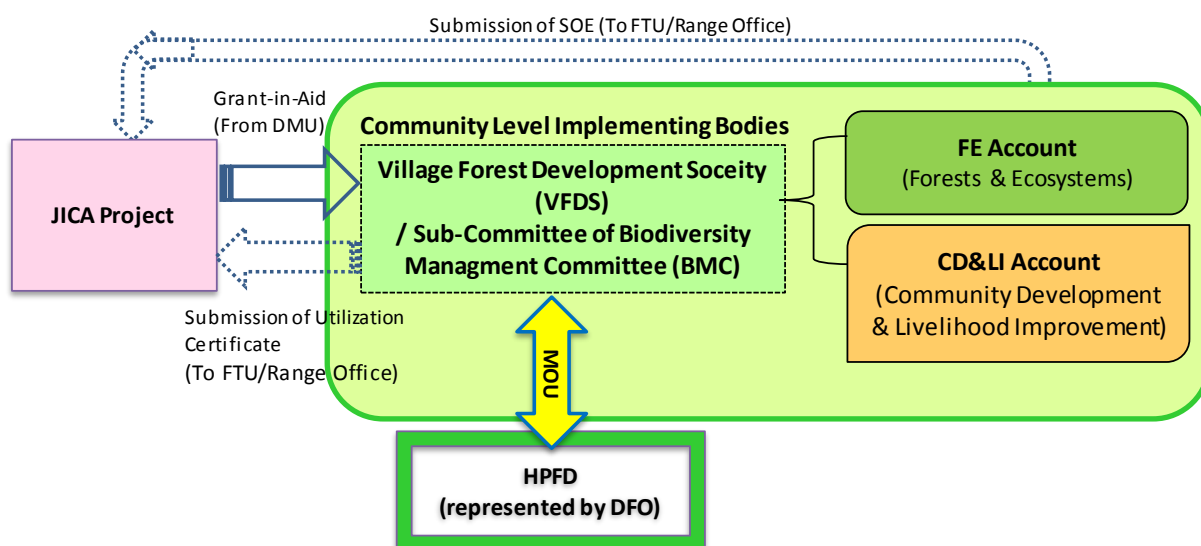 Submission of SOE (To FTU/Range Office)
Grant-in-Aid
(From DMU)
Community Level Implementing Bodies
Village Forest Development Soceity
(VFDS)
/ Sub-Committee of Biodiversity
Managment Committee (BMC)
FE Account
(Forests & Ecosystems)
JICA Project
CD&LI Account
(Community Development
& Livelihood Improvement)
Submission of Utilization
Certificate
(To FTU/Range Office)
MOU
HPFD
(represented by DFO)